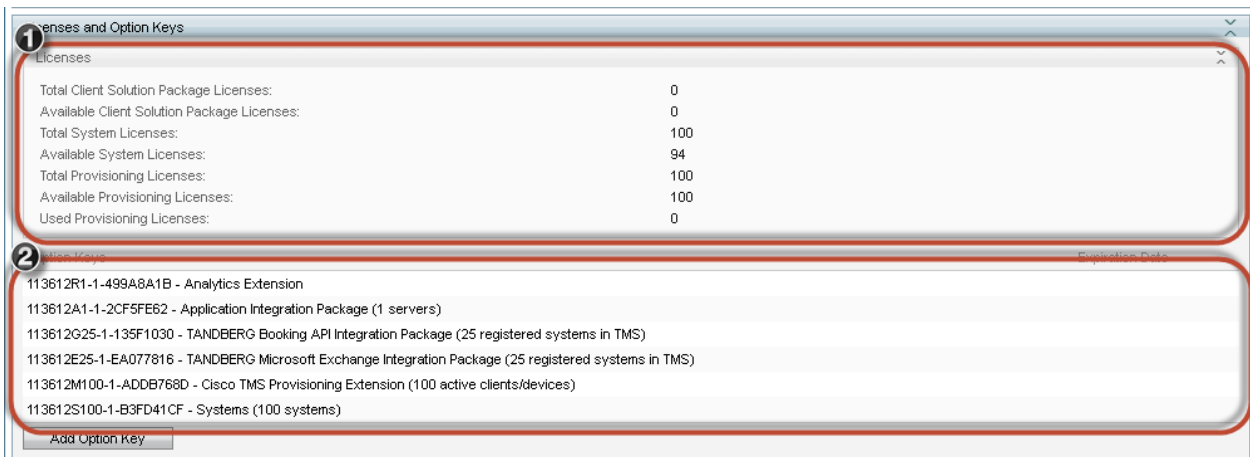 Licenses and Option Keys
1
Licenses
Total Client Solution Package Licenses: 0
Available Client Solution Package Licenses: 0
Total System Licenses: 100
Available System Licenses: 94
Total Provisioning Licenses: 100
Available Provisioning Licenses: 100
Used Provisioning Licenses: 0
2
Option Keys Expiration Date
113612R1-1-499A8A1B - Analytics Extension
113612A1-1-2CF5FE62 - Application Integration Package (1 servers)
113612G25-1-135F1030 - TANDBERG Booking API Integration Package (25 registered systems in TMS)
113612E25-1-EA077816 - TANDBERG Microsoft Exchange Integration Package (25 registered systems in TMS)
113612M100-1-ADDB768D - Cisco TMS Provisioning Extension (100 active clients/devices)
113612S100-1-B3FD41CF - Systems (100 systems)
Add Option Key